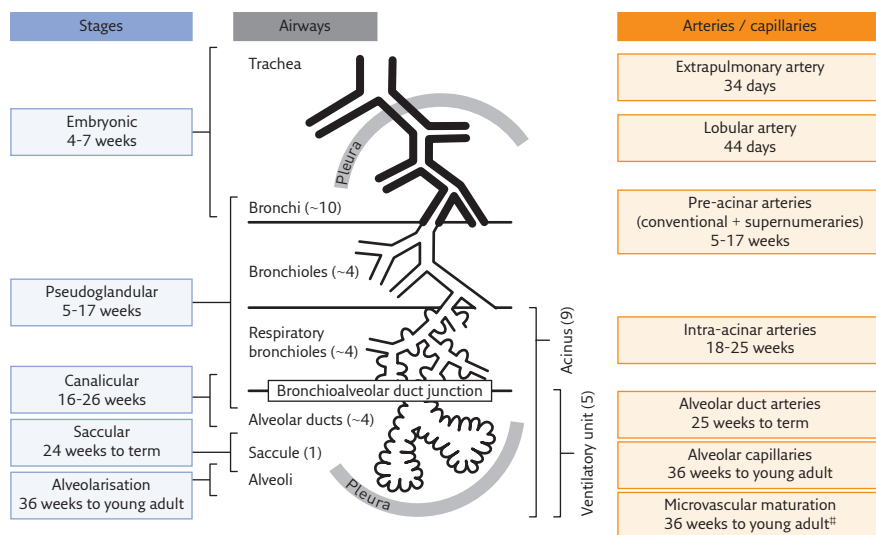 Stages
Airways
Arteries / capillaries
Trachea
Extrapulmonary artery
34 days
Embryonic
4-7 weeks
Lobular artery
44 days
Pleura
Pre-acinar arteries
(conventional + supernumeraries)
5-17 weeks
Bronchi (~10)
Bronchioles (~4)
Pseudoglandular
5-17 weeks
Respiratory
bronchioles (~4)
Acinus (9)
Intra-acinar arteries
18-25 weeks
Canalicular
16-26 weeks
Bronchioalveolar duct junction
Alveolar ducts (~4)
Ventilatory unit (5)
Alveolar duct arteries
25 weeks to term
Saccular
24 weeks to term
Saccule (1)
Alveolar capillaries
36 weeks to young adult
Alveolarisation
36 weeks to young adult
Alveoli
Pleura
Microvascular maturation
36 weeks to young adult⧣